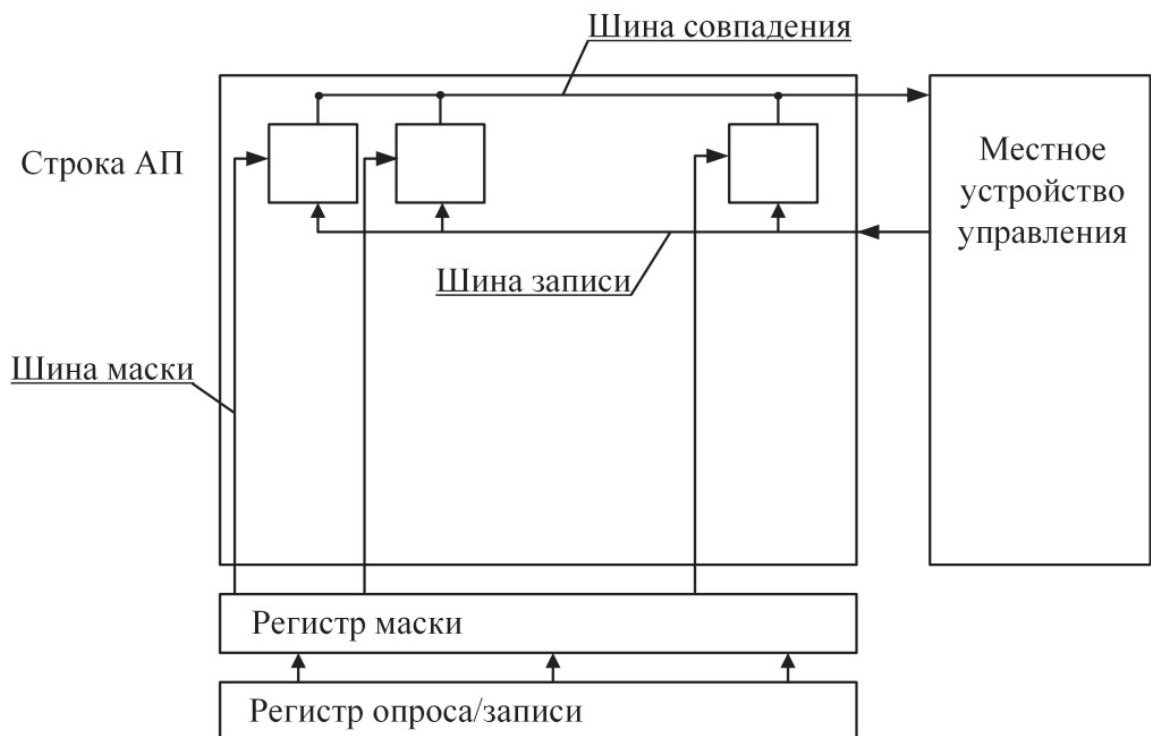 Шина совпадения
Строка АП
Местное
устройство
управления
Шина записи
Шина маски
Регистр маски
Регистр опроса/записи